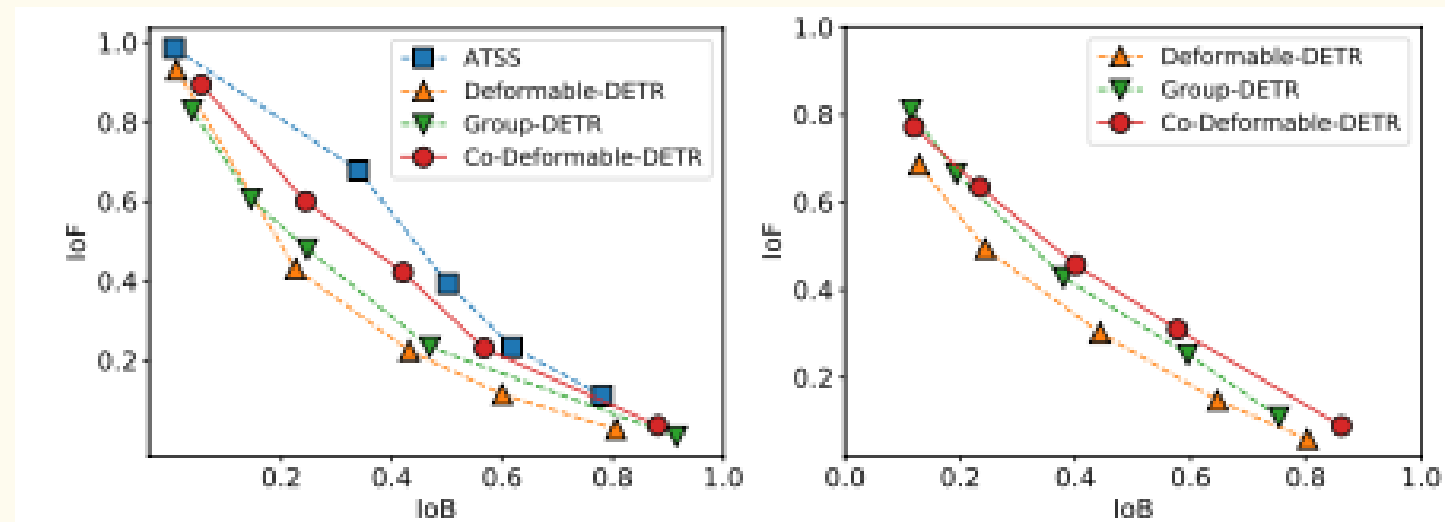 1.0
0.8
0.6
0.4
0.2
IoF
0.2 0.4 0.6 0.8 1.0
IoB
ATSS
Deformable-DETR
Group-DETR
Co-Deformable-DETR
1.0
0.8
0.6
0.4
0.2
IoF
0.0 0.2 0.4 0.6 0.8 1.0
IoB
Deformable-DETR
Group-DETR
Co-Deformable-DETR